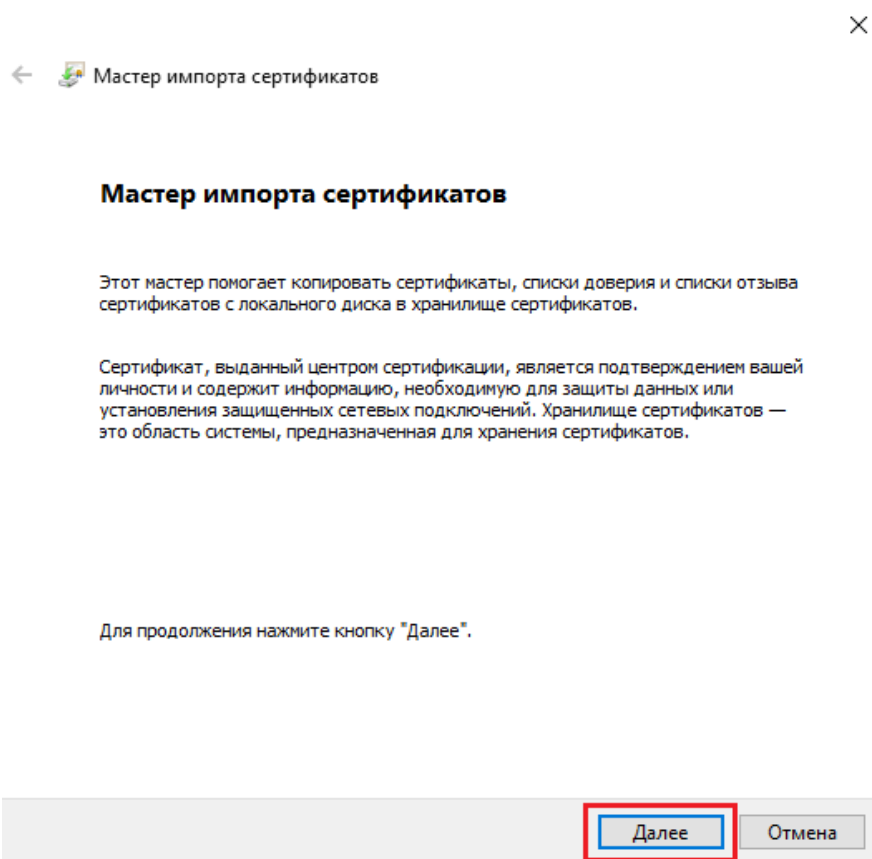 Мастер импорта сертификатов
Мастер импорта сертификатов
Этот мастер помогает копировать сертификаты, списки доверия и списки отзыва
сертификатов с локального диска в хранилище сертификатов.
Сертификат, выданный центром сертификации, является подтверждением вашей
личности и содержит информацию, необходимую для защиты данных или
установления защищенных сетевых подключений. Хранилище сертификатов —
это область системы, предназначенная для хранения сертификатов.
Для продолжения нажмите кнопку "Далее".
Далее
Отмена